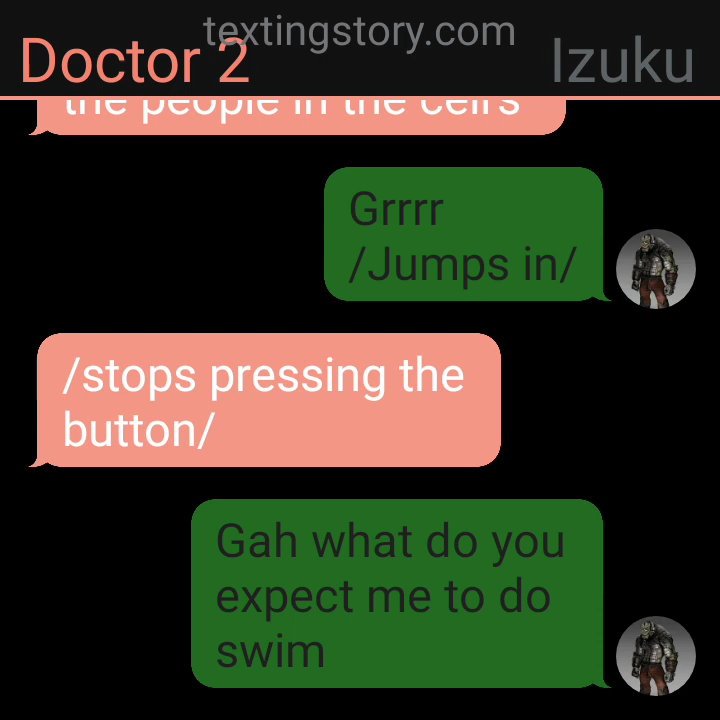 textingstory.com
Doctor 2
Izuku
the people in the cells
Grrrr
/Jumps in/
/stops pressing the
button/
Gah what do you
expect me to do
swim